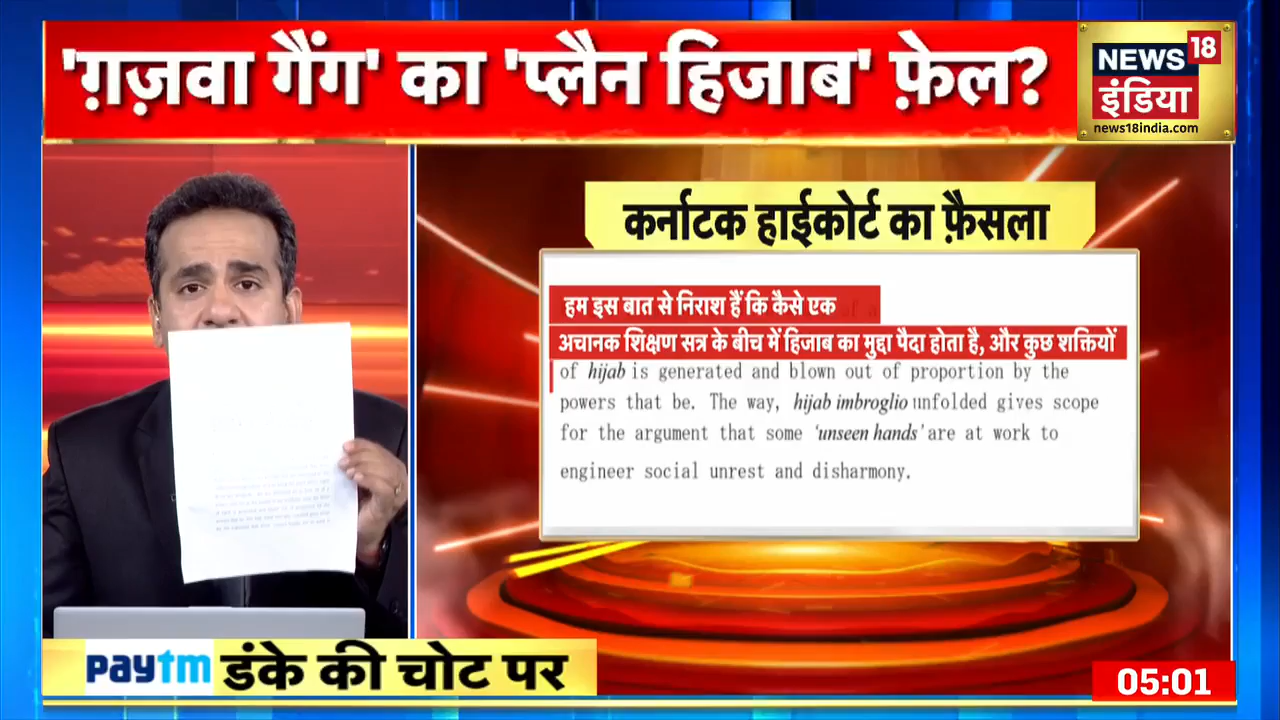 'ग़ज़वा गैंग' का 'प्लैन हिजाब' फ़ेल?
NEWS 18
इंडिया
news18india.com
कर्नाटक हाईकोर्ट का फ़ैसला
हम इस बात से निराश हैं कि कैसे एक
अचानक शिक्षण सत्र के बीच में हिजाब का मुद्दा पैदा होता है, और कुछ शक्तियों
of hijab is generated and blown out of proportion by the
powers that be. The way, hijab imbroglio unfolded gives scope
for the argument that some 'unseen hands' are at work to
engineer social unrest and disharmony.
paytm डंके की चोट पर
05:01